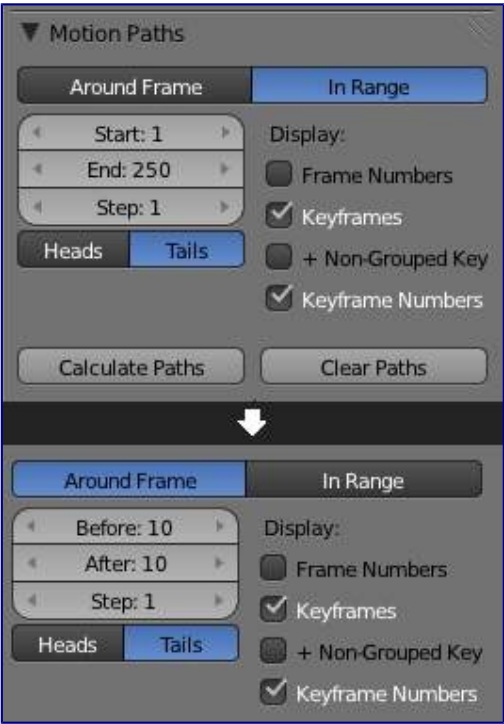 Motion Paths
Around Frame In Range
Start: 1 Display:
End: 250 Frame Numbers
Step: 1 Keyframes
Heads Tails + Non-Grouped Key
Keyframe Numbers
Calculate Paths Clear Paths
Around Frame In Range
Before: 10 Display:
After: 10 Frame Numbers
Step: 1 Keyframes
Heads Tails + Non-Grouped Key
Keyframe Numbers